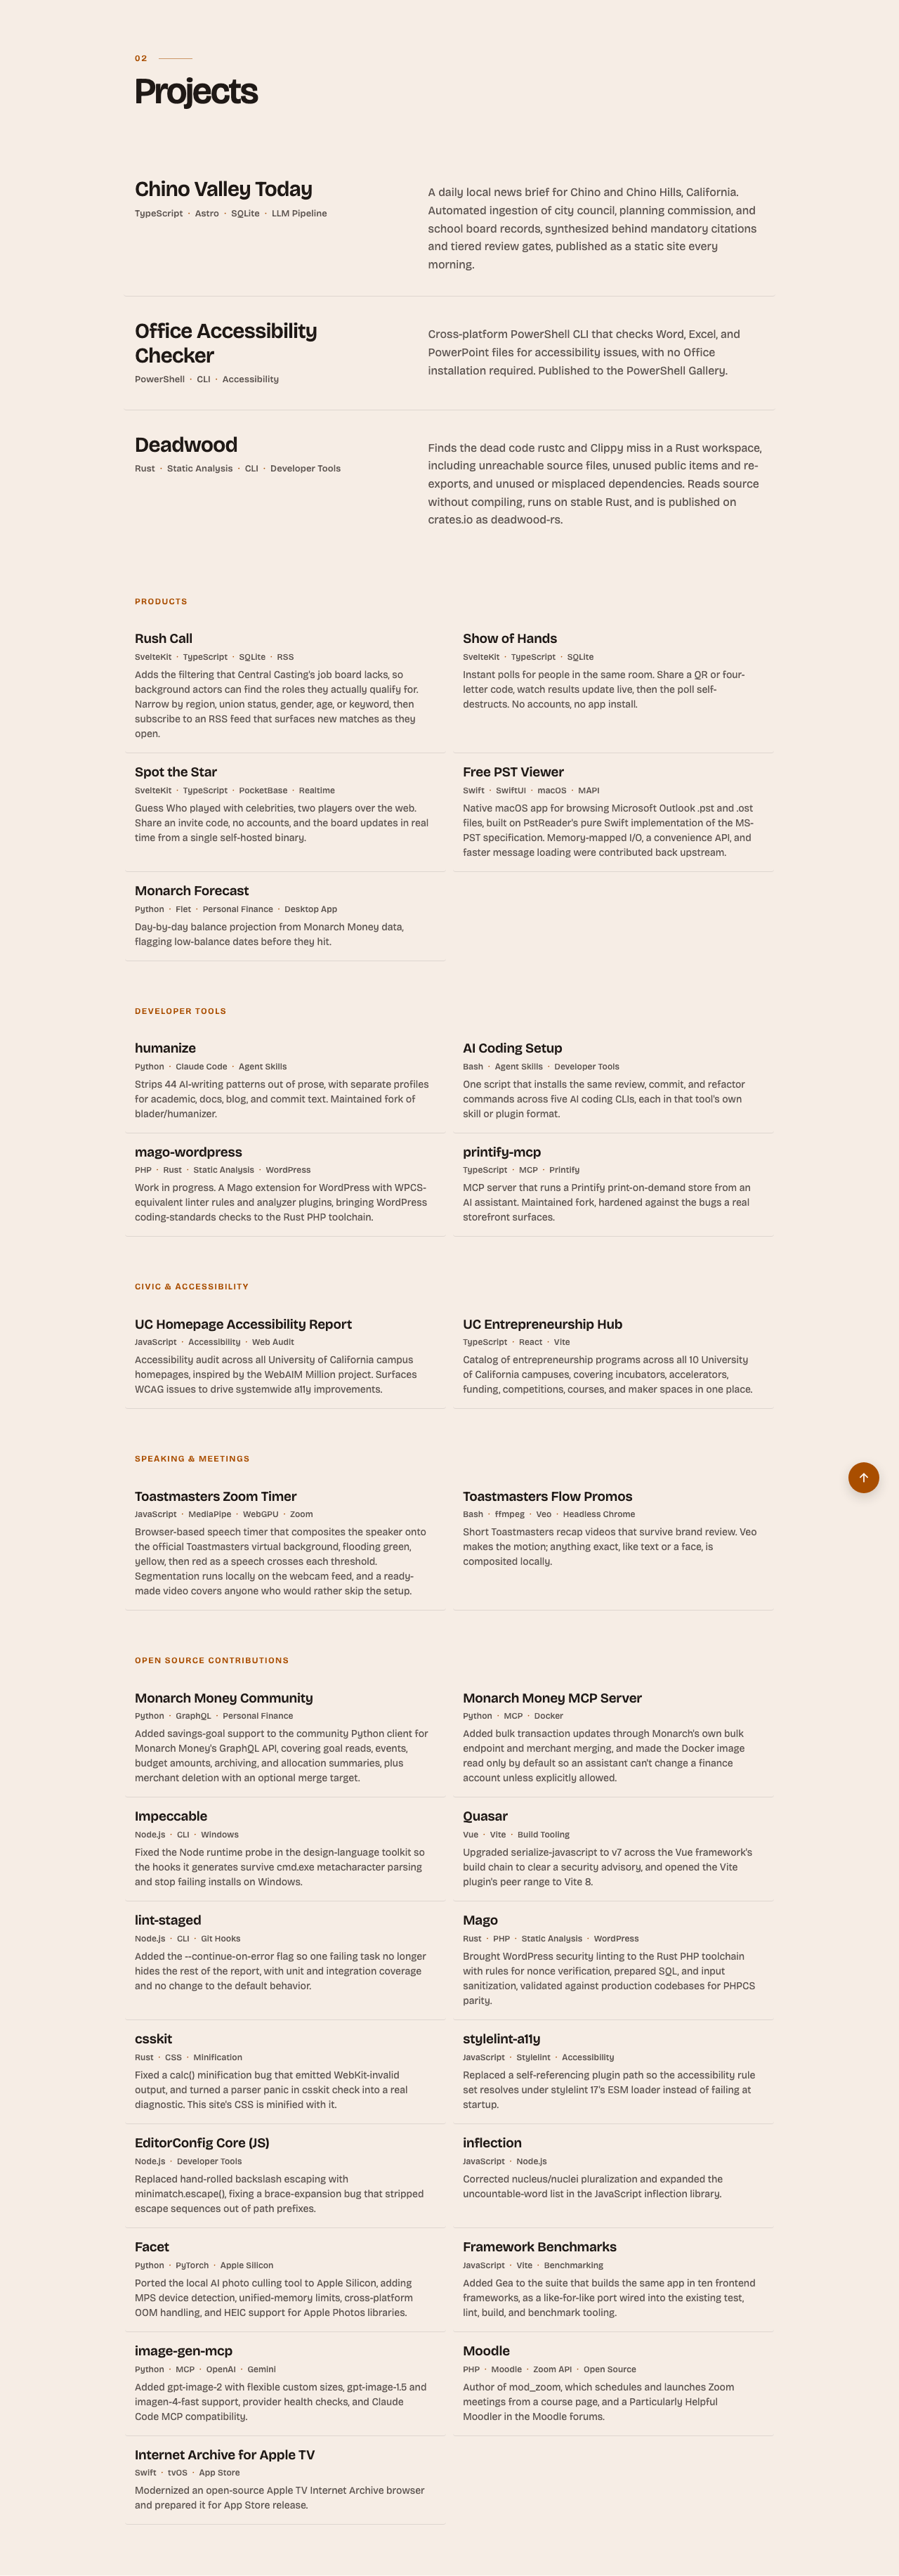 02
Projects
Chino Valley Today
TypeScript · Astro · SQLite · LLM Pipeline
A daily local news brief for Chino and Chino Hills, California.
Automated ingestion of city council, planning commission, and
school board records, synthesized behind mandatory citations
and tiered review gates, published as a static site every
morning.
Office Accessibility
Checker
PowerShell · CLI · Accessibility
Cross-platform PowerShell CLI that checks Word, Excel, and
PowerPoint files for accessibility issues, with no Office
installation required. Published to the PowerShell Gallery.
Deadwood
Rust · Static Analysis · CLI · Developer Tools
Finds the dead code rustc and Clippy miss in a Rust workspace,
including unreachable source files, unused public items and re-
exports, and unused or misplaced dependencies. Reads source
without compiling, runs on stable Rust, and is published on
crates.io as deadwood-rs.
PRODUCTS
Rush Call
SvelteKit · TypeScript · SQLite · RSS
Adds the filtering that Central Casting's job board lacks, so
background actors can find the roles they actually qualify for.
Narrow by region, union status, gender, age, or keyword, then
subscribe to an RSS feed that surfaces new matches as they
open.
Show of Hands
SvelteKit · TypeScript · SQLite
Instant polls for people in the same room. Share a QR or four-
letter code, watch results update live, then the poll self-
destructs. No accounts, no app install.
Spot the Star
SvelteKit · TypeScript · PocketBase · Realtime
Guess Who played with celebrities, two players over the web.
Share an invite code, no accounts, and the board updates in real
time from a single self-hosted binary.
Free PST Viewer
Swift · SwiftUI · macOS · MAPI
Native macOS app for browsing Microsoft Outlook .pst and .ost
files, built on PstReader's pure Swift implementation of the MS-
PST specification. Memory-mapped I/O, a convenience API, and
faster message loading were contributed back upstream.
Monarch Forecast
Python · Flet · Personal Finance · Desktop App
Day-by-day balance projection from Monarch Money data,
flagging low-balance dates before they hit.
DEVELOPER TOOLS
humanize
Python · Claude Code · Agent Skills
Strips 44 AI-writing patterns out of prose, with separate profiles
for academic, docs, blog, and commit text. Maintained fork of
blader/humanizer.
AI Coding Setup
Bash · Agent Skills · Developer Tools
One script that installs the same review, commit, and refactor
commands across five AI coding CLIs, each in that tool's own
skill or plugin format.
mago-wordpress
PHP · Rust · Static Analysis · WordPress
Work in progress. A Mago extension for WordPress with WPCS-
equivalent linter rules and analyzer plugins, bringing WordPress
coding-standards checks to the Rust PHP toolchain.
printify-mcp
TypeScript · MCP · Printify
MCP server that runs a Printify print-on-demand store from an
AI assistant. Maintained fork, hardened against the bugs a real
storefront surfaces.
CIVIC & ACCESSIBILITY
UC Homepage Accessibility Report
JavaScript · Accessibility · Web Audit
Accessibility audit across all University of California campus
homepages, inspired by the WebAIM Million project. Surfaces
WCAG issues to drive systemwide a11y improvements.
UC Entrepreneurship Hub
TypeScript · React · Vite
Catalog of entrepreneurship programs across all 10 University
of California campuses, covering incubators, accelerators,
funding, competitions, courses, and maker spaces in one place.
SPEAKING & MEETINGS
Toastmasters Zoom Timer
JavaScript · MediaPipe · WebGPU · Zoom
Browser-based speech timer that composites the speaker onto
the official Toastmasters virtual background, flooding green,
yellow, then red as a speech crosses each threshold.
Segmentation runs locally on the webcam feed, and a ready-
made video covers anyone who would rather skip the setup.
Toastmasters Flow Promos
Bash · ffmpeg · Veo · Headless Chrome
Short Toastmasters recap videos that survive brand review. Veo
makes the motion; anything exact, like text or a face, is
composited locally.
OPEN SOURCE CONTRIBUTIONS
Monarch Money Community
Python · GraphQL · Personal Finance
Added savings-goal support to the community Python client for
Monarch Money's GraphQL API, covering goal reads, events,
budget amounts, archiving, and allocation summaries, plus
merchant deletion with an optional merge target.
Monarch Money MCP Server
Python · MCP · Docker
Added bulk transaction updates through Monarch's own bulk
endpoint and merchant merging, and made the Docker image
read only by default so an assistant can't change a finance
account unless explicitly allowed.
Impeccable
Node.js · CLI · Windows
Fixed the Node runtime probe in the design-language toolkit so
the hooks it generates survive cmd.exe metacharacter parsing
and stop failing installs on Windows.
Quasar
Vue · Vite · Build Tooling
Upgraded serialize-javascript to v7 across the Vue framework's
build chain to clear a security advisory, and opened the Vite
plugin's peer range to Vite 8.
lint-staged
Node.js · CLI · Git Hooks
Added the --continue-on-error flag so one failing task no longer
hides the rest of the report, with unit and integration coverage
and no change to the default behavior.
Mago
Rust · PHP · Static Analysis · WordPress
Brought WordPress security linting to the Rust PHP toolchain
with rules for nonce verification, prepared SQL, and input
sanitization, validated against production codebases for PHPCS
parity.
csskit
Rust · CSS · Minification
Fixed a calc() minification bug that emitted WebKit-invalid
output, and turned a parser panic in csskit check into a real
diagnostic. This site's CSS is minified with it.
stylelint-a11y
JavaScript · Stylelint · Accessibility
Replaced a self-referencing plugin path so the accessibility rule
set resolves under stylelint 17's ESM loader instead of failing at
startup.
EditorConfig Core (JS)
Node.js · Developer Tools
Replaced hand-rolled backslash escaping with
minimatch.escape(), fixing a brace-expansion bug that stripped
escape sequences out of path prefixes.
inflection
JavaScript · Node.js
Corrected nucleus/nuclei pluralization and expanded the
uncountable-word list in the JavaScript inflection library.
Facet
Python · PyTorch · Apple Silicon
Ported the local AI photo culling tool to Apple Silicon, adding
MPS device detection, unified-memory limits, cross-platform
OOM handling, and HEIC support for Apple Photos libraries.
Framework Benchmarks
JavaScript · Vite · Benchmarking
Added Gea to the suite that builds the same app in ten frontend
frameworks, as a like-for-like port wired into the existing test,
lint, build, and benchmark tooling.
image-gen-mcp
Python · MCP · OpenAI · Gemini
Added gpt-image-2 with flexible custom sizes, gpt-image-1.5 and
imagen-4-fast support, provider health checks, and Claude
Code MCP compatibility.
Moodle
PHP · Moodle · Zoom API · Open Source
Author of mod_zoom, which schedules and launches Zoom
meetings from a course page, and a Particularly Helpful
Moodler in the Moodle forums.
Internet Archive for Apple TV
Swift · tvOS · App Store
Modernized an open-source Apple TV Internet Archive browser
and prepared it for App Store release.